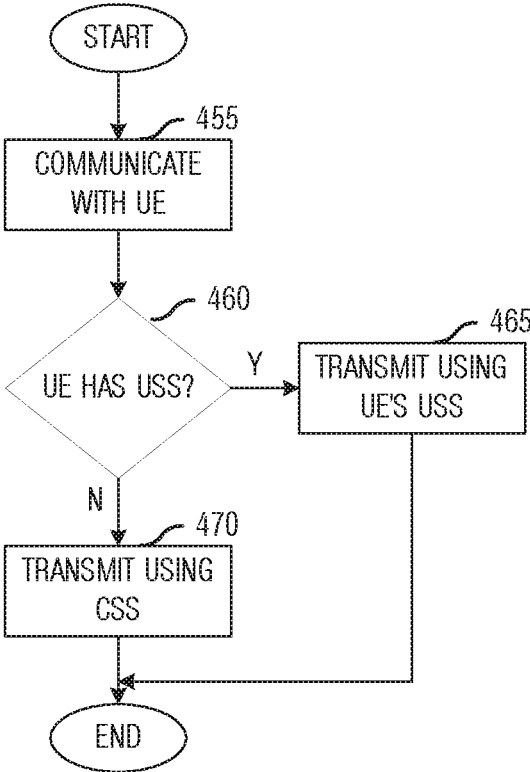 START
455
COMMUNICATE
WITH UE
460
UE HAS USS?
Y
465
TRANSMIT USING
UE'S USS
N
470
TRANSMIT USING
CSS
END